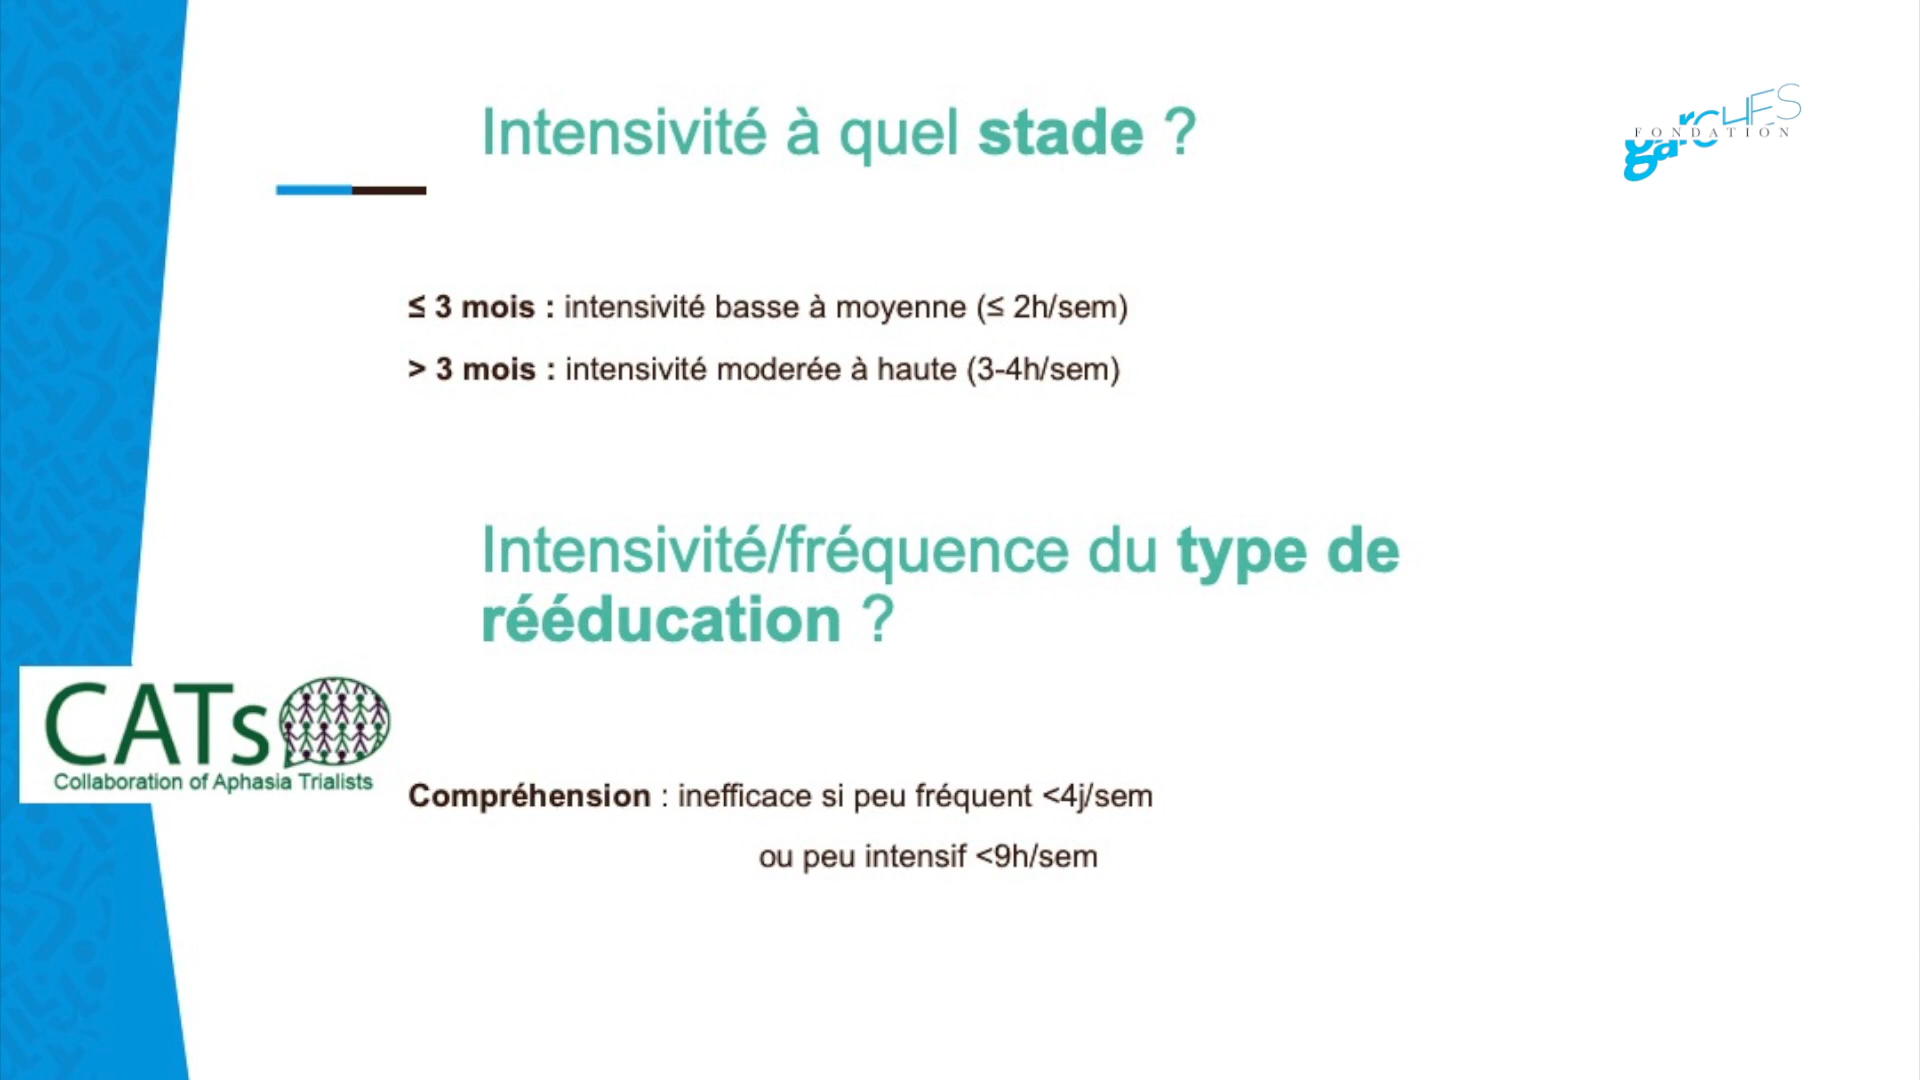 Intensivité à quel stade ?
garcHES
FONDATION
≤ 3 mois : intensivité basse à moyenne (≤ 2h/sem)
> 3 mois : intensivité moderée à haute (3-4h/sem)
Intensivité/fréquence du type de
rééducation ?
CATs
Collaboration of Aphasia Trialists
Compréhension : inefficace si peu fréquent <4j/sem
ou peu intensif <9h/sem